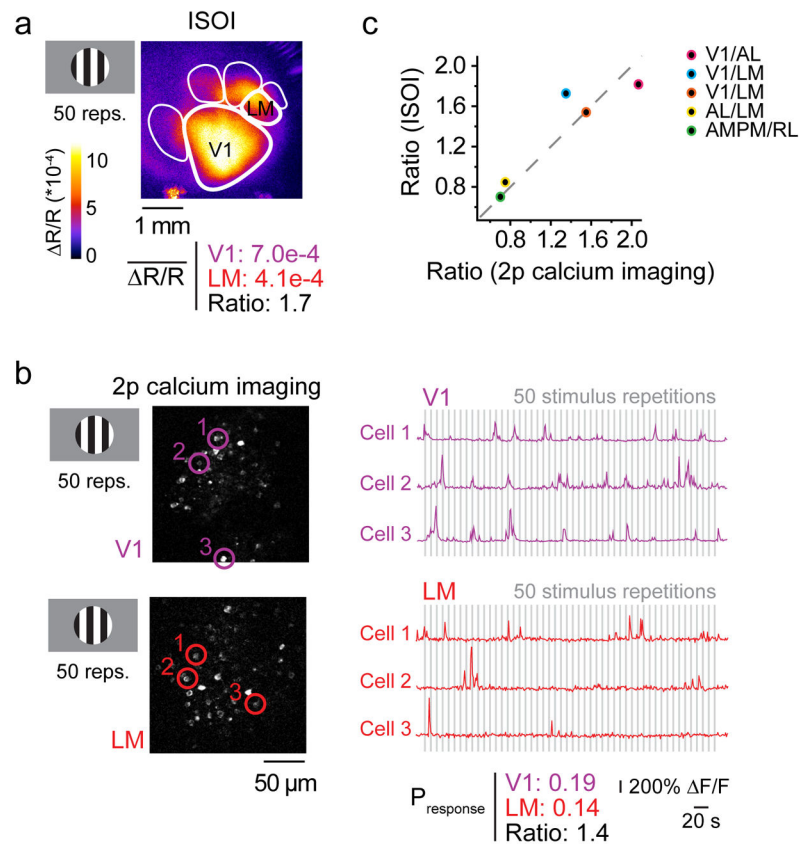 a
ISOI
50 reps.
LM
V1
ΔR/R (*10-4)
10
5
0
1 mm
ΔR/R
V1: 7.0e-4
LM: 4.1e-4
Ratio: 1.7
c
Ratio (ISOI)
2.0
1.6
1.2
0.8
0.8
1.2
1.6
2.0
Ratio (2p calcium imaging)
V1/AL
V1/LM
V1/LM
AL/LM
AMPM/RL
b
2p calcium imaging
50 reps.
1
2
3
V1
50 reps.
1
2
3
LM
50 µm
V1
50 stimulus repetitions
Cell 1
Cell 2
Cell 3
LM
50 stimulus repetitions
Cell 1
Cell 2
Cell 3
Presponse
V1: 0.19
LM: 0.14
Ratio: 1.4
200% ΔF/F
20 s